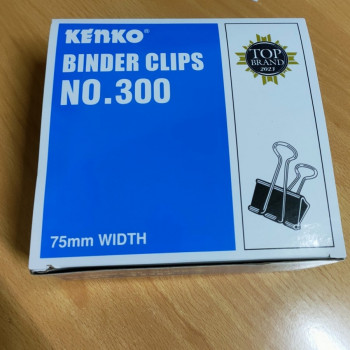 KENKO
BINDER CLIPS
NO.300
75mm WIDTH
TOP
BRAND
2023